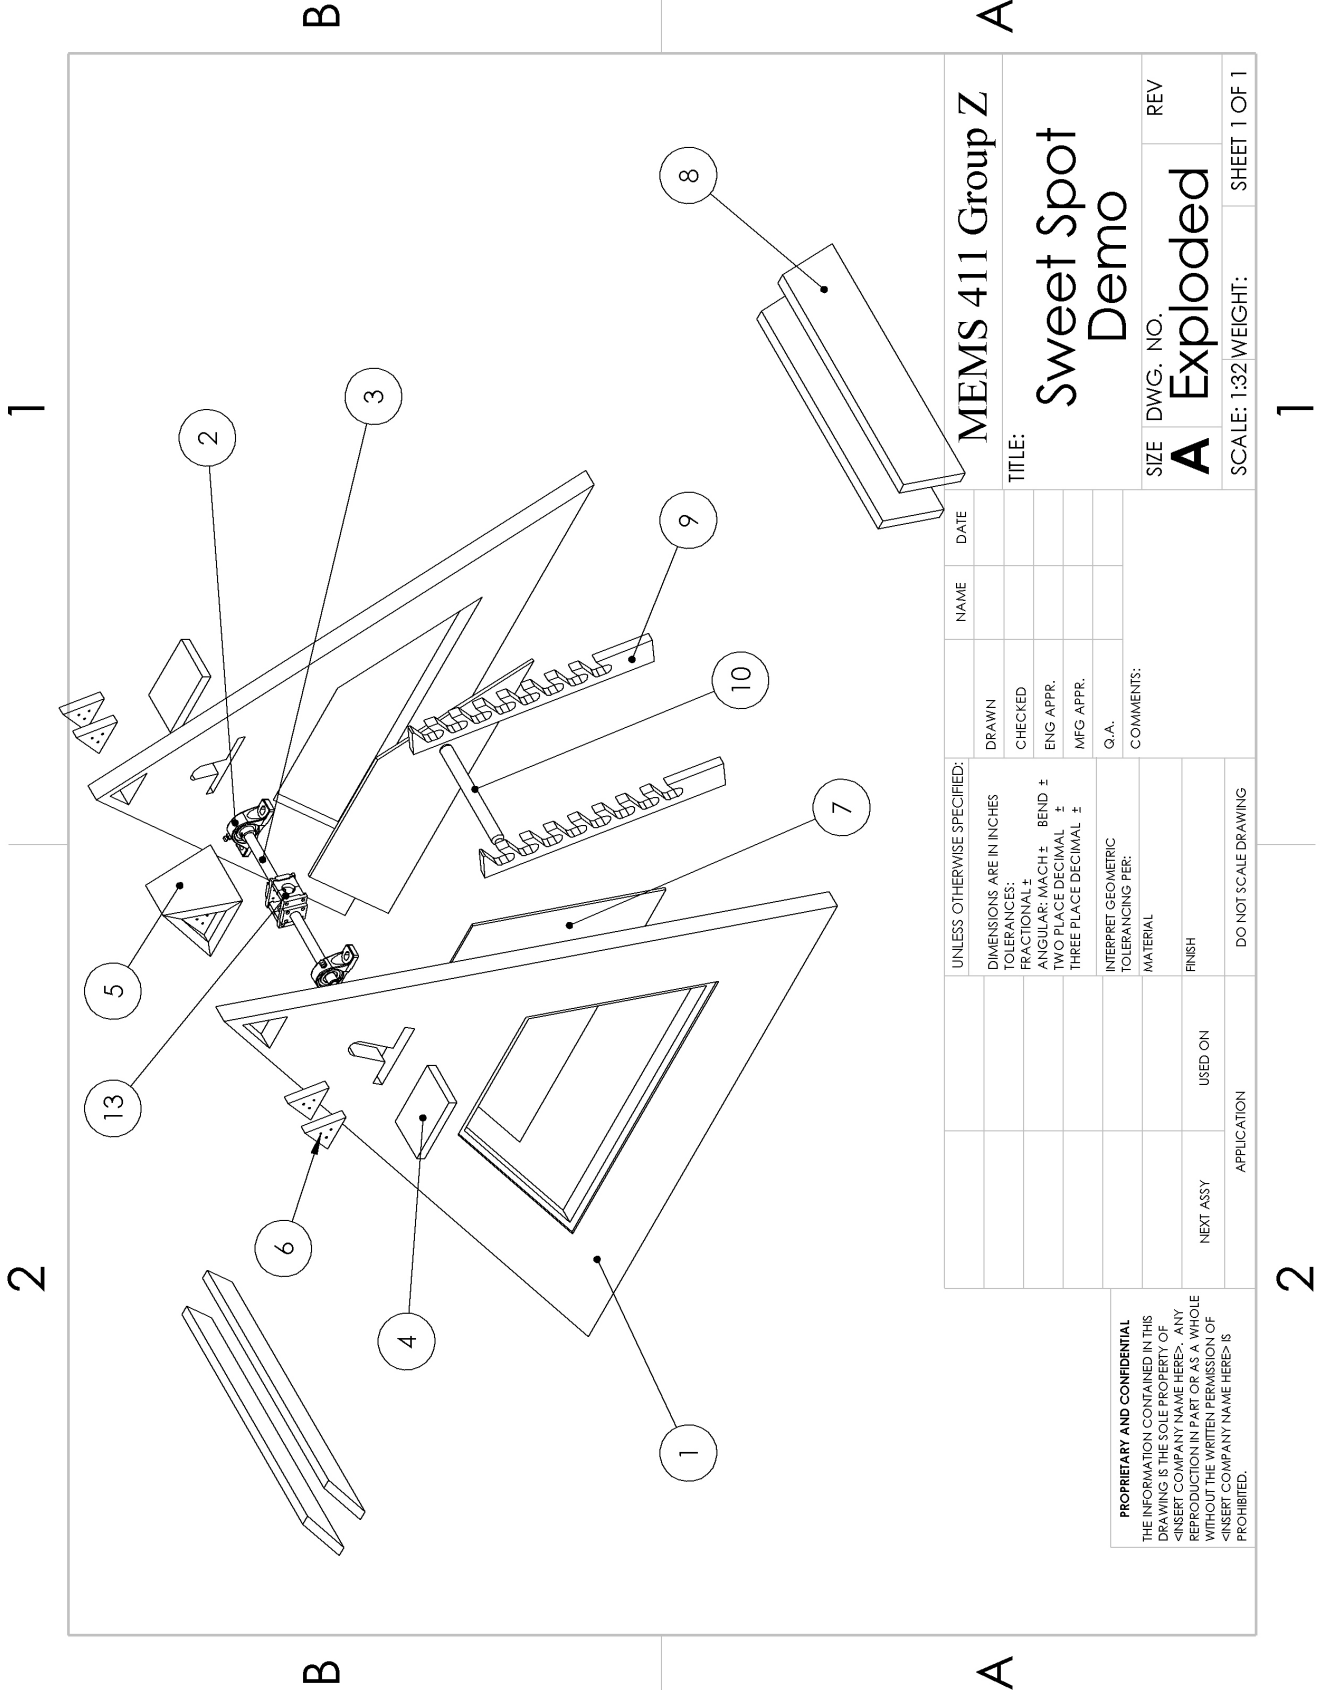 2
1
B
B
A
A
2
1
5
13
6
2
4
3
1
9
8
10
7
PROPRIETARY AND CONFIDENTIAL
THE INFORMATION CONTAINED IN THIS
DRAWING IS THE SOLE PROPERTY OF
<INSERT COMPANY NAME HERE>. ANY
REPRODUCTION IN PART OR AS A WHOLE
WITHOUT THE WRITTEN PERMISSION OF
<INSERT COMPANY NAME HERE> IS
PROHIBITED.
NEXT ASSY
USED ON
APPLICATION
UNLESS OTHERWISE SPECIFIED:
DIMENSIONS ARE IN INCHES
TOLERANCES:
FRACTIONAL ±
ANGULAR: MACH ± BEND ±
TWO PLACE DECIMAL ±
THREE PLACE DECIMAL ±
INTERPRET GEOMETRIC
TOLERANCING PER:
MATERIAL
FINISH
DO NOT SCALE DRAWING
NAME
DATE
DRAWN
CHECKED
ENG APPR.
MFG APPR.
Q.A.
COMMENTS:
MEMS 411 Group Z
TITLE:
Sweet Spot
Demo
SIZE
DWG. NO.
REV
A
Exploded
SCALE: 1:32
WEIGHT:
SHEET 1 OF 1